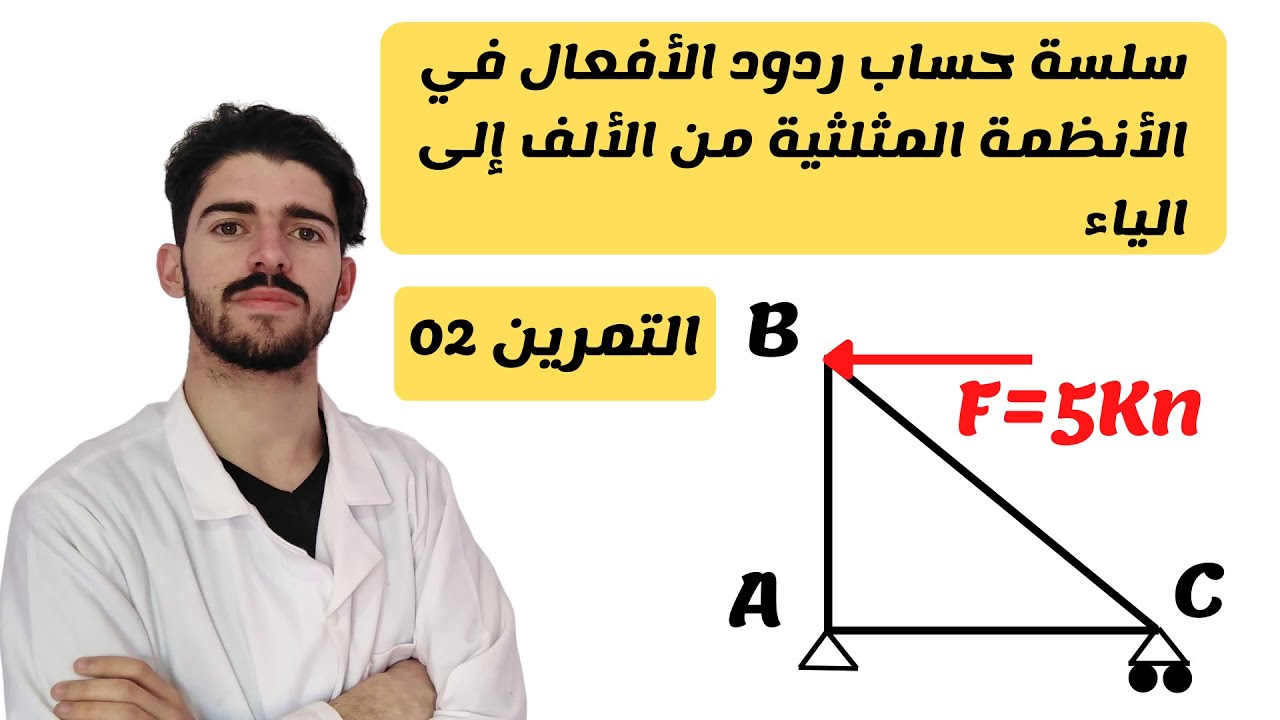 سلسة حساب ردود الأفعال في
الأنظمة المثلثية من الألف إلى
الياء
التمرين 02
B
F=5Kn
A
C